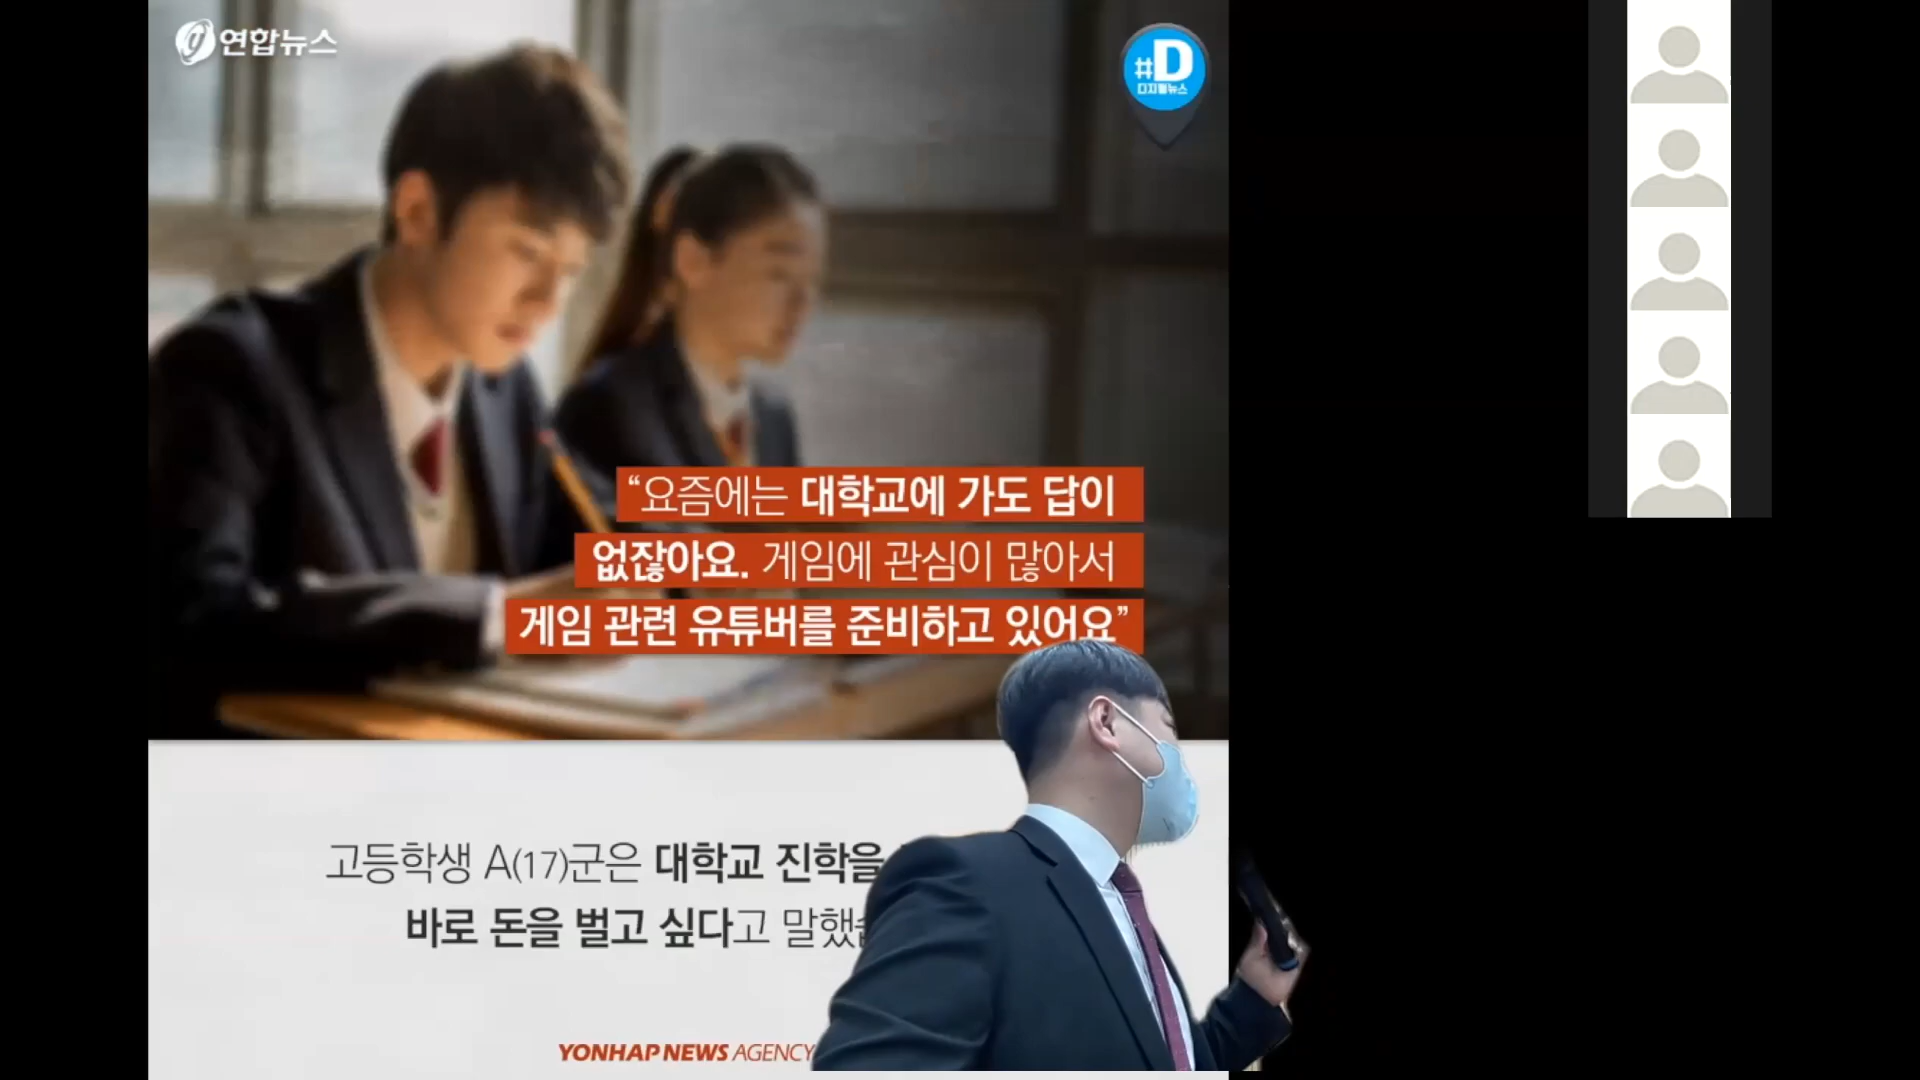 연합뉴스
#D
디지털뉴스
“요즘에는 대학교에 가도 답이
없잖아요. 게임에 관심이 많아서
게임 관련 유튜버를 준비하고 있어요”
고등학생 A(17)군은 대학교 진학을
바로 돈을 벌고 싶다고 말했
YONHAP NEWS AGENCY